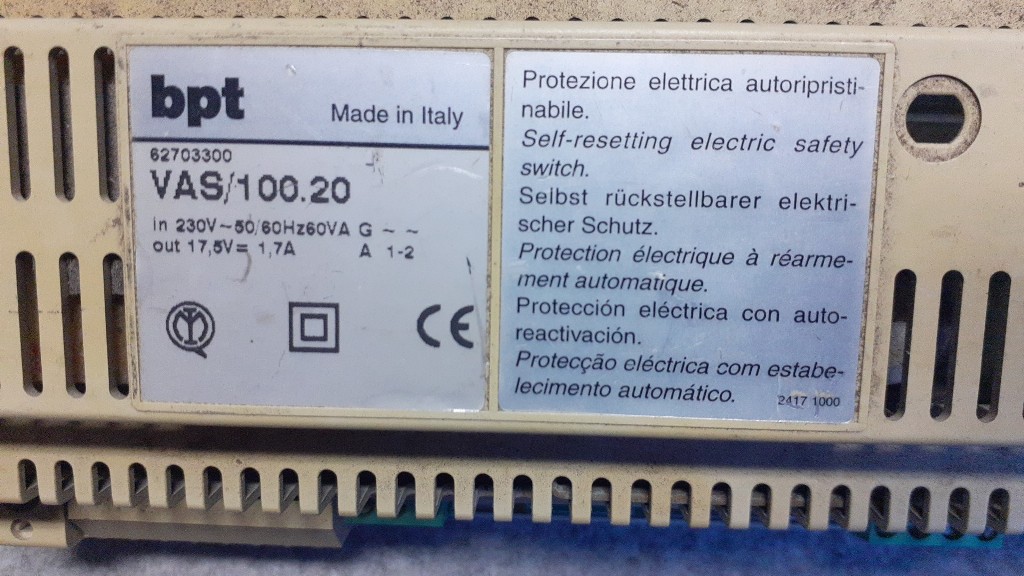 bpt
Made in Italy
62703300
VAS/100.20
in 230V~50/60Hz60VA G ~ ~
out 17,5V= 1,7A A 1-2
CE
Protezione elettrica autoripristi-
nabile.
Self-resetting electric safety
switch.
Selbst rückstellbarer elektri-
scher Schutz.
Protection électrique à réarme-
ment automatique.
Protección eléctrica con auto-
reactivación.
Protecção eléctrica com estabe-
lecimento automático.
2417 1000